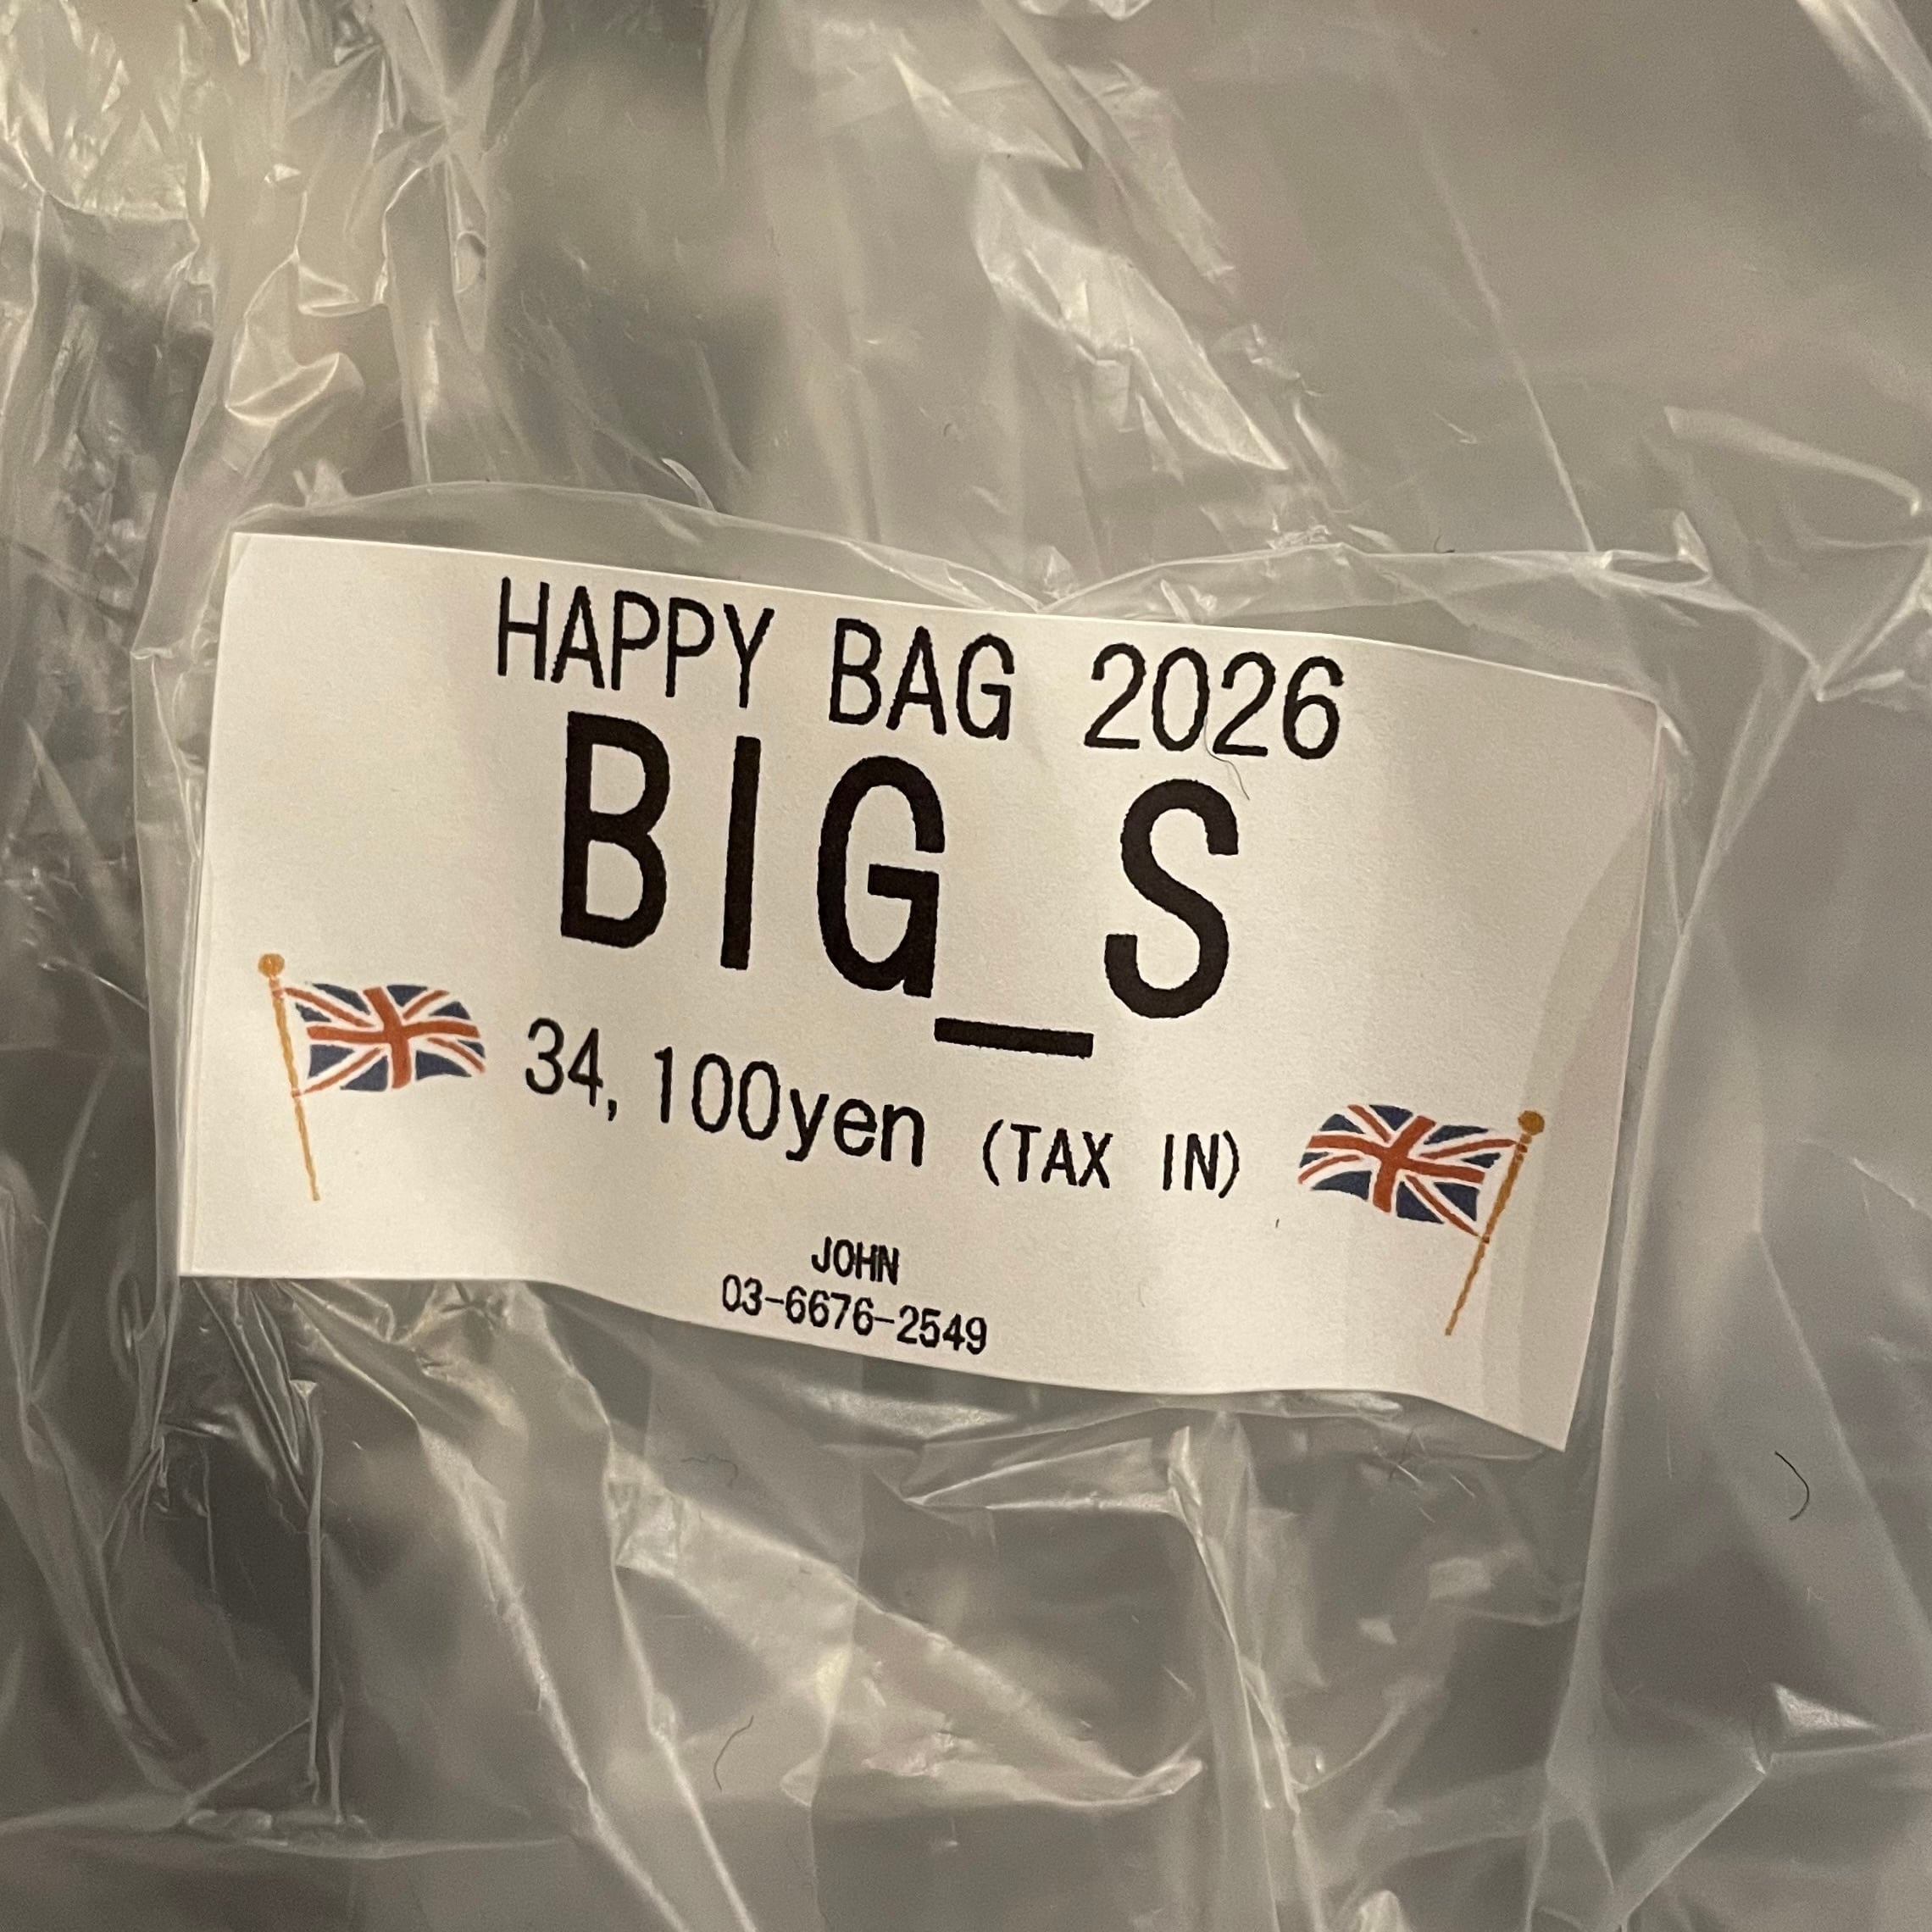 HAPPY BAG 2026
BIG_S
34,100yen (TAX IN)
JOHN
03-6676-2549